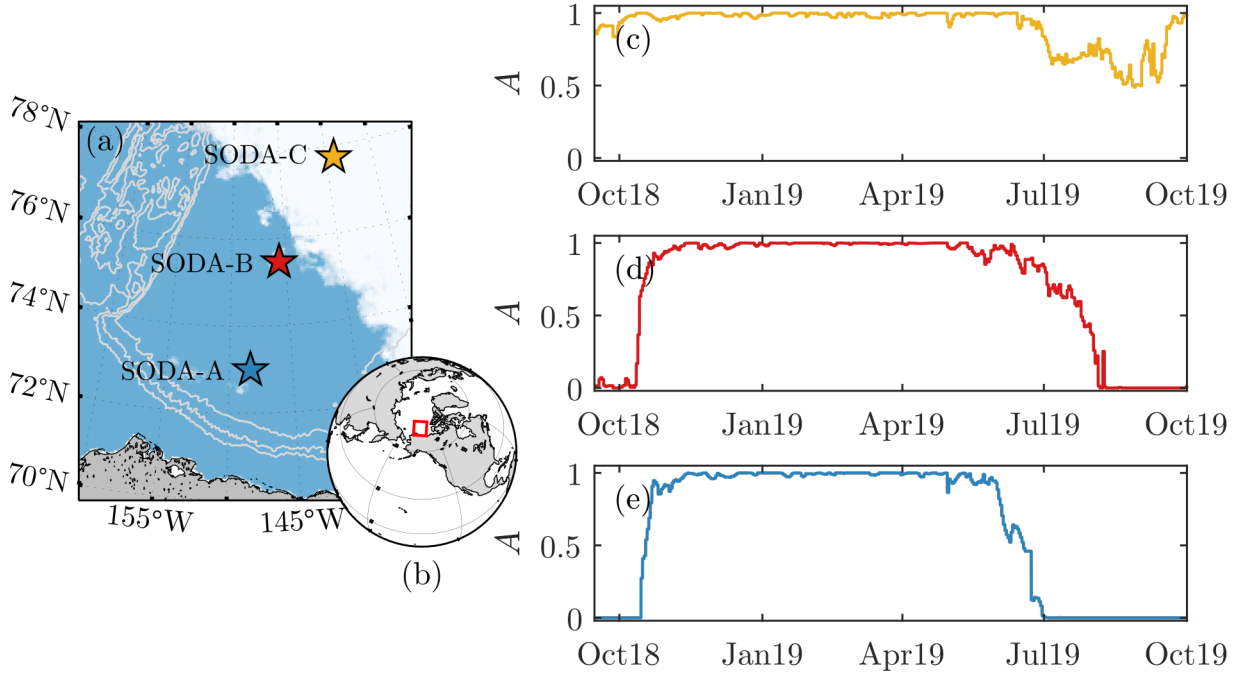 (a)
78°N
76°N
74°N
72°N
70°N
155°W
145°W
SODA-C
SODA-B
SODA-A
(b)
(c)
A
1
0.5
0
Oct18 Jan19 Apr19 Jul19 Oct19
(d)
A
1
0.5
0
Oct18 Jan19 Apr19 Jul19 Oct19
(e)
A
1
0.5
0
Oct18 Jan19 Apr19 Jul19 Oct19